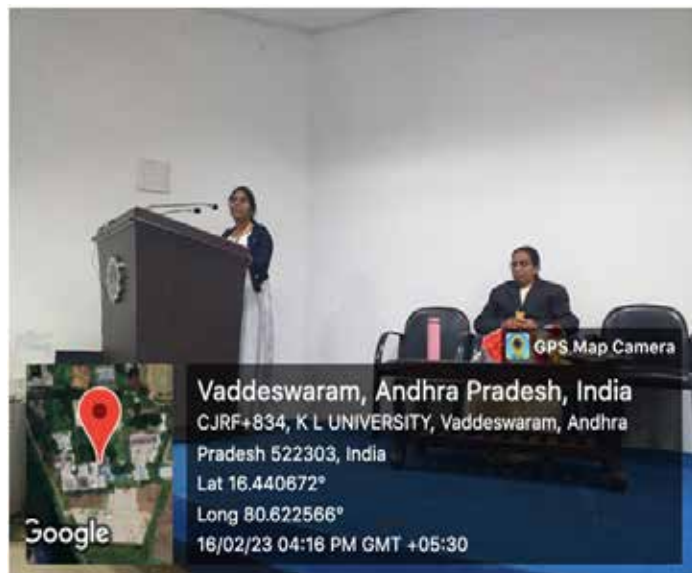 GPS Map Camera
Vaddeswaram, Andhra Pradesh, India
CJRF+834, K L UNIVERSITY, Vaddeswaram, Andhra
Pradesh 522303, India
Lat 16.440672°
Long 80.622566°
16/02/23 04:16 PM GMT +05:30
Google